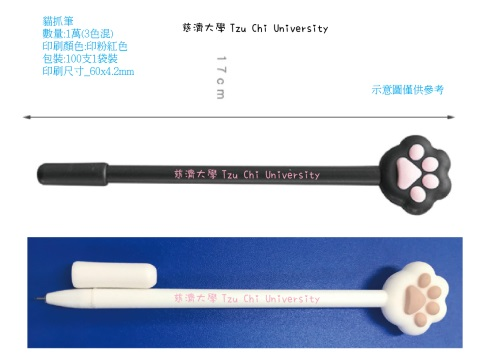 貓抓筆
數量:1萬(3色混)
印刷顏色:印粉紅色
包裝:100支1袋裝
印刷尺寸_60x4.2mm
慈濟大學 Tzu Chi University
17cm
示意圖僅供參考
慈濟大學 Tzu Chi University
慈濟大學 Tzu Chi University